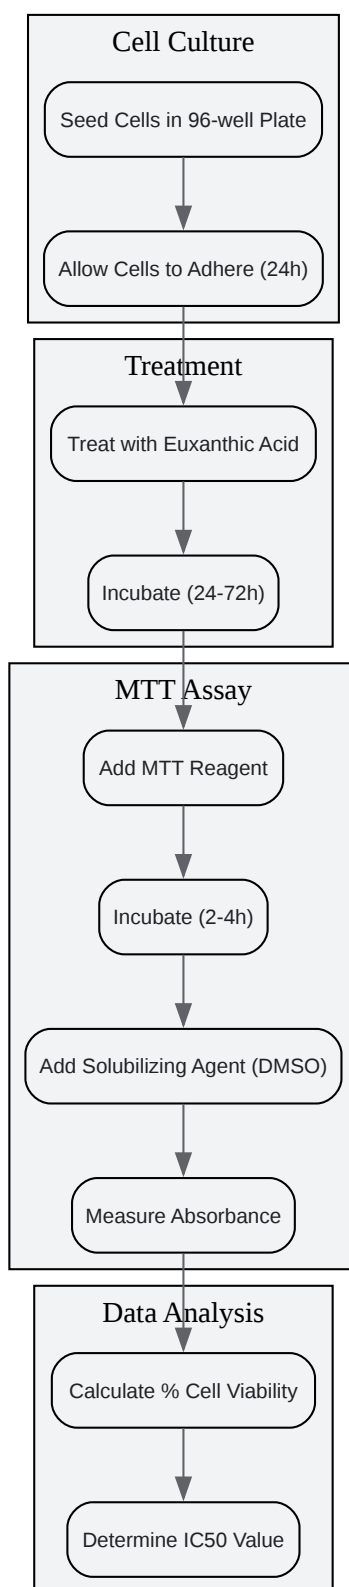 Cell Culture
Seed Cells in 96-well Plate
Allow Cells to Adhere (24h)
Treatment
Treat with Euxanthic Acid
Incubate (24-72h)
MTT Assay
Add MTT Reagent
Incubate (2-4h)
Add Solubilizing Agent (DMSO)
Measure Absorbance
Data Analysis
Calculate % Cell Viability
Determine IC50 Value